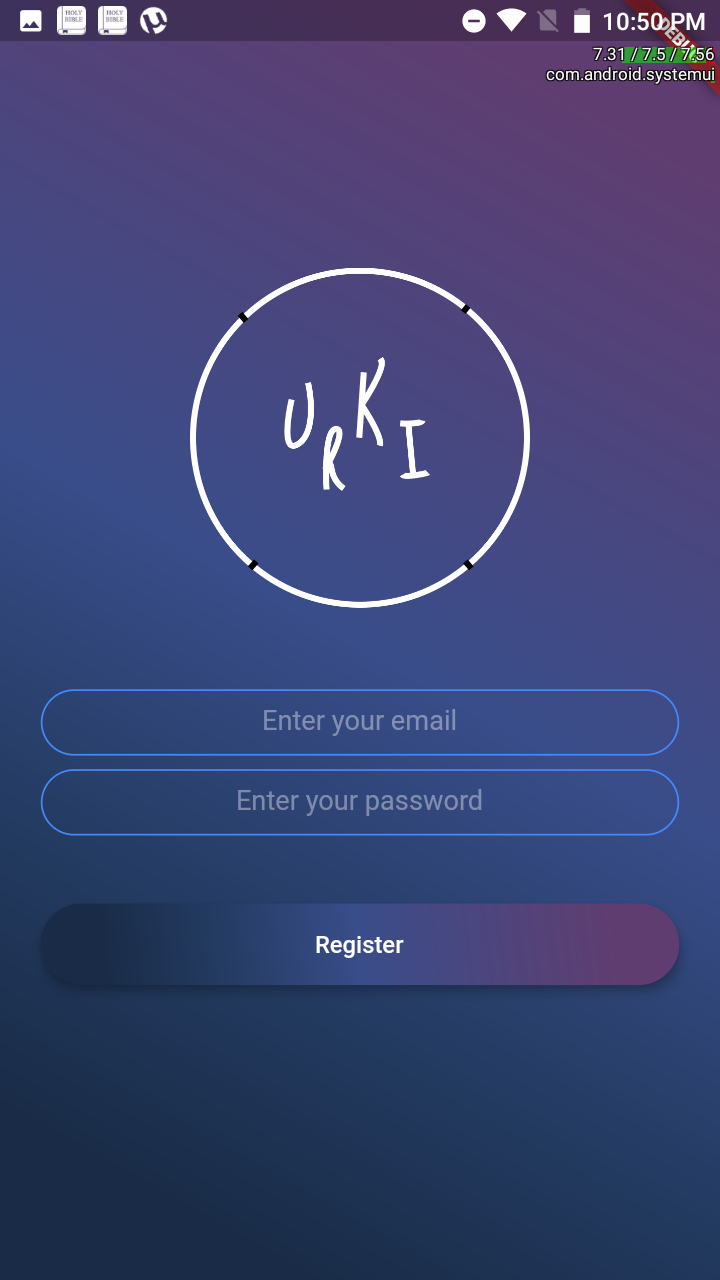 HOLY BIBLE HOLY BIBLE 10:50 PM
DEBUG
7.31 / 7.5 / 7.56
com.android.systemui
URKI
Enter your email
Enter your password
Register